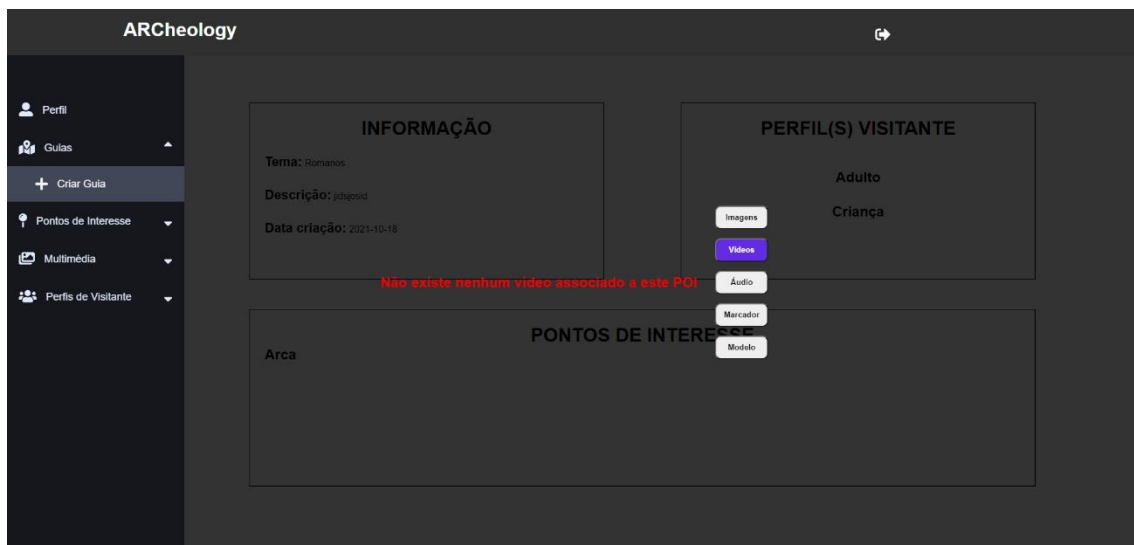 ARCheology
Perfil
Guias
Criar Guia
Pontos de Interesse
Multimédia
Perfis de Visitante
INFORMAÇÃO
Tema: Romanos
Descrição: jidsjosid
Data criação: 2021-10-18
PERFIL(S) VISITANTE
Adulto
Criança
Não existe nenhum vídeo associado a este POI
Imagens
Vídeos
Áudio
Marcador
Modelo
PONTOS DE INTERESSE
Arca